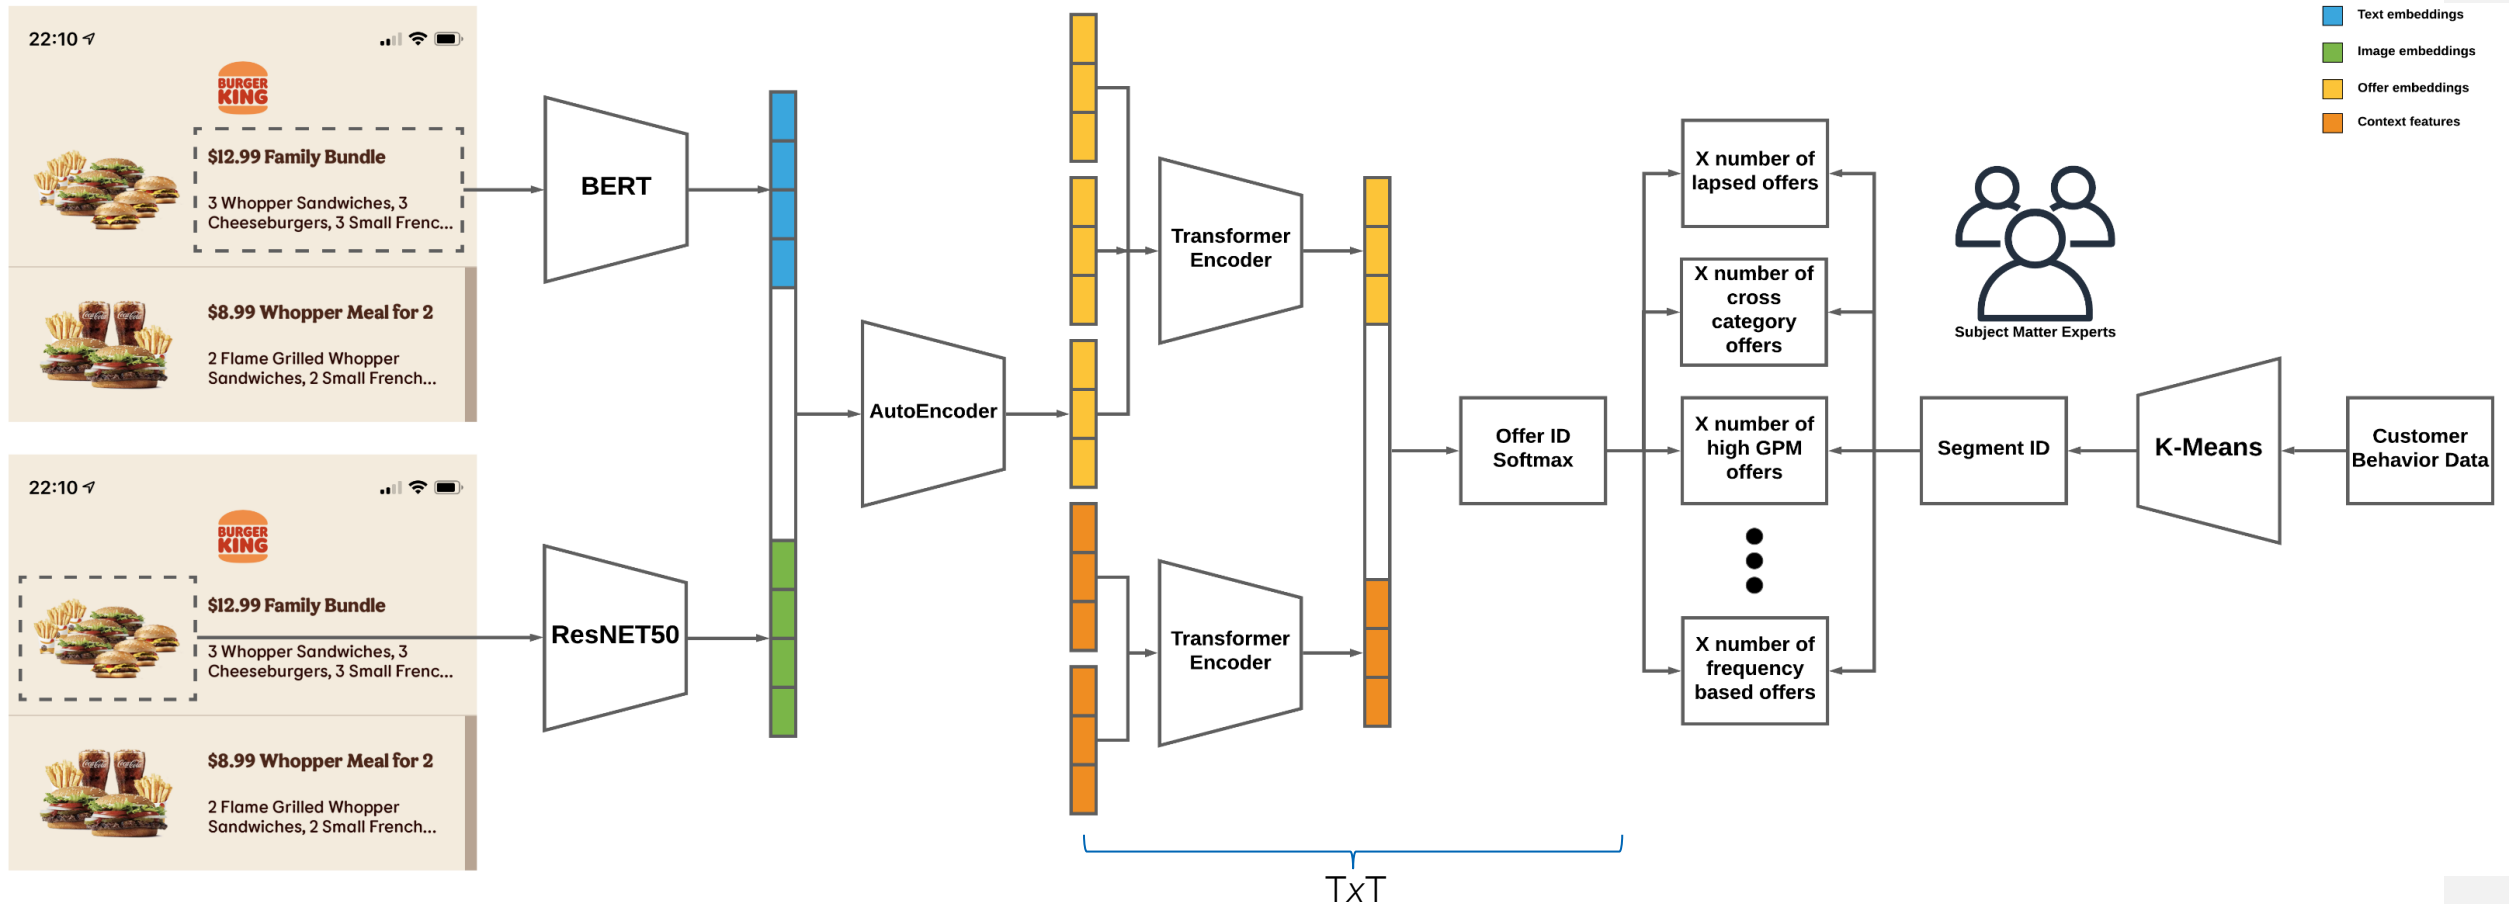 22:10
BURGER
KING
$12.99 Family Bundle
3 Whopper Sandwiches, 3
Cheeseburgers, 3 Small Frenc...
$8.99 Whopper Meal for 2
2 Flame Grilled Whopper
Sandwiches, 2 Small French...
22:10
BURGER
KING
$12.99 Family Bundle
3 Whopper Sandwiches, 3
Cheeseburgers, 3 Small Frenc...
$8.99 Whopper Meal for 2
2 Flame Grilled Whopper
Sandwiches, 2 Small French...
BERT
ResNET50
AutoEncoder
Transformer
Encoder
Transformer
Encoder
TxT
Offer ID
Softmax
X number of
lapsed offers
X number of
cross
category
offers
X number of
high GPM
offers
X number of
frequency
based offers
Subject Matter Experts
Segment ID
K-Means
Customer
Behavior Data
Text embeddings
Image embeddings
Offer embeddings
Context features